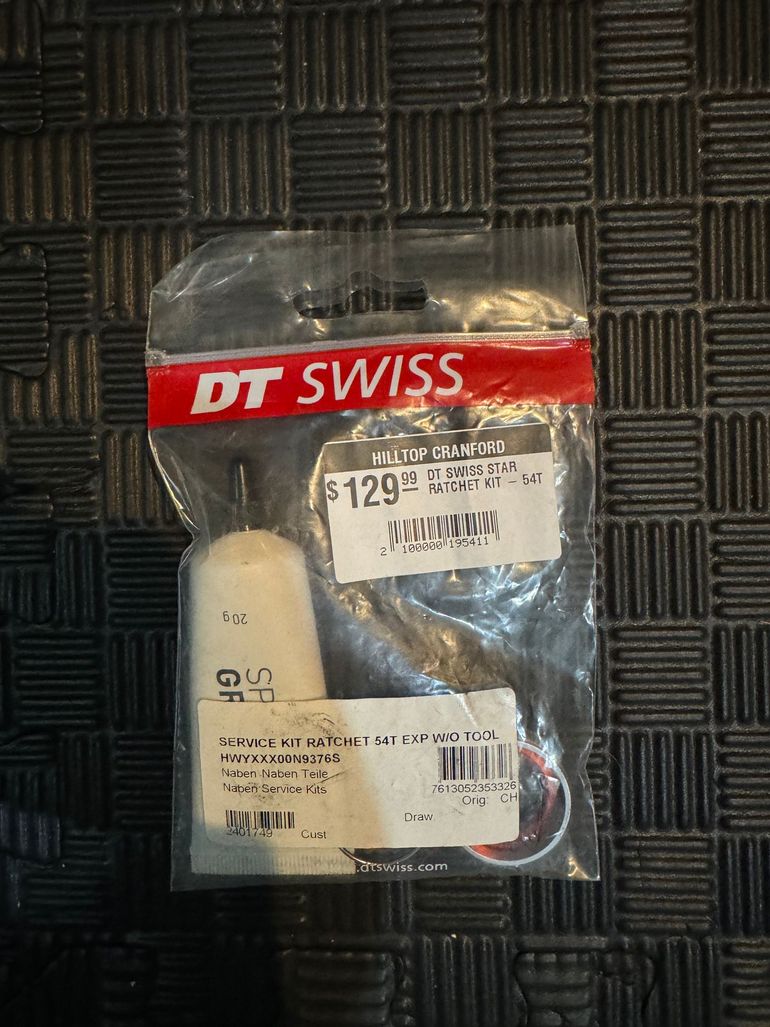 DT SWISS
HILLTOP CRANFORD
$129.99 DT SWISS STAR
RATCHET KIT – 54T
2 100000 195411
20g
SP
GR
SERVICE KIT RATCHET 54T EXP W/O TOOL
HWYXXX00N9376S
Naben Naben Teile
Naben Service Kits
7613052353326
Orig: CH
Draw
2401749 Cust
.dtswiss.com